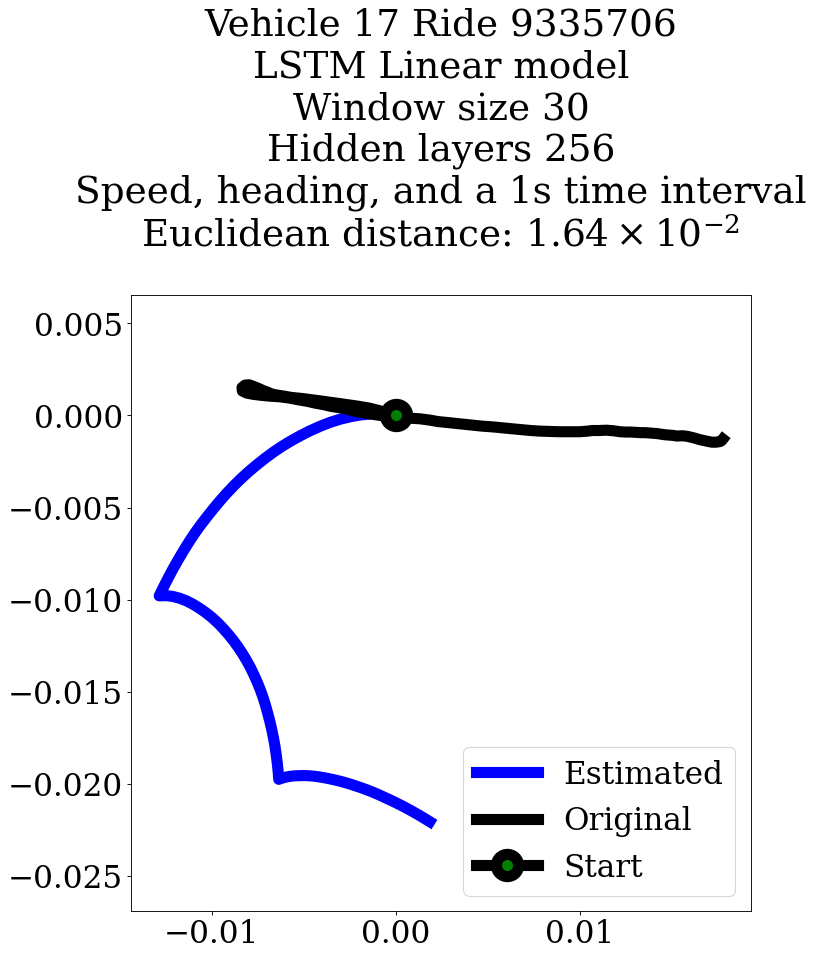 Vehicle 17 Ride 9335706
LSTM Linear model
Window size 30
Hidden layers 256
Speed, heading, and a 1s time interval
Euclidean distance: 1.64 × 10⁻²
0.005
0.000
−0.005
−0.010
−0.015
−0.020
−0.025
Estimated
Original
Start
−0.01 0.00 0.01